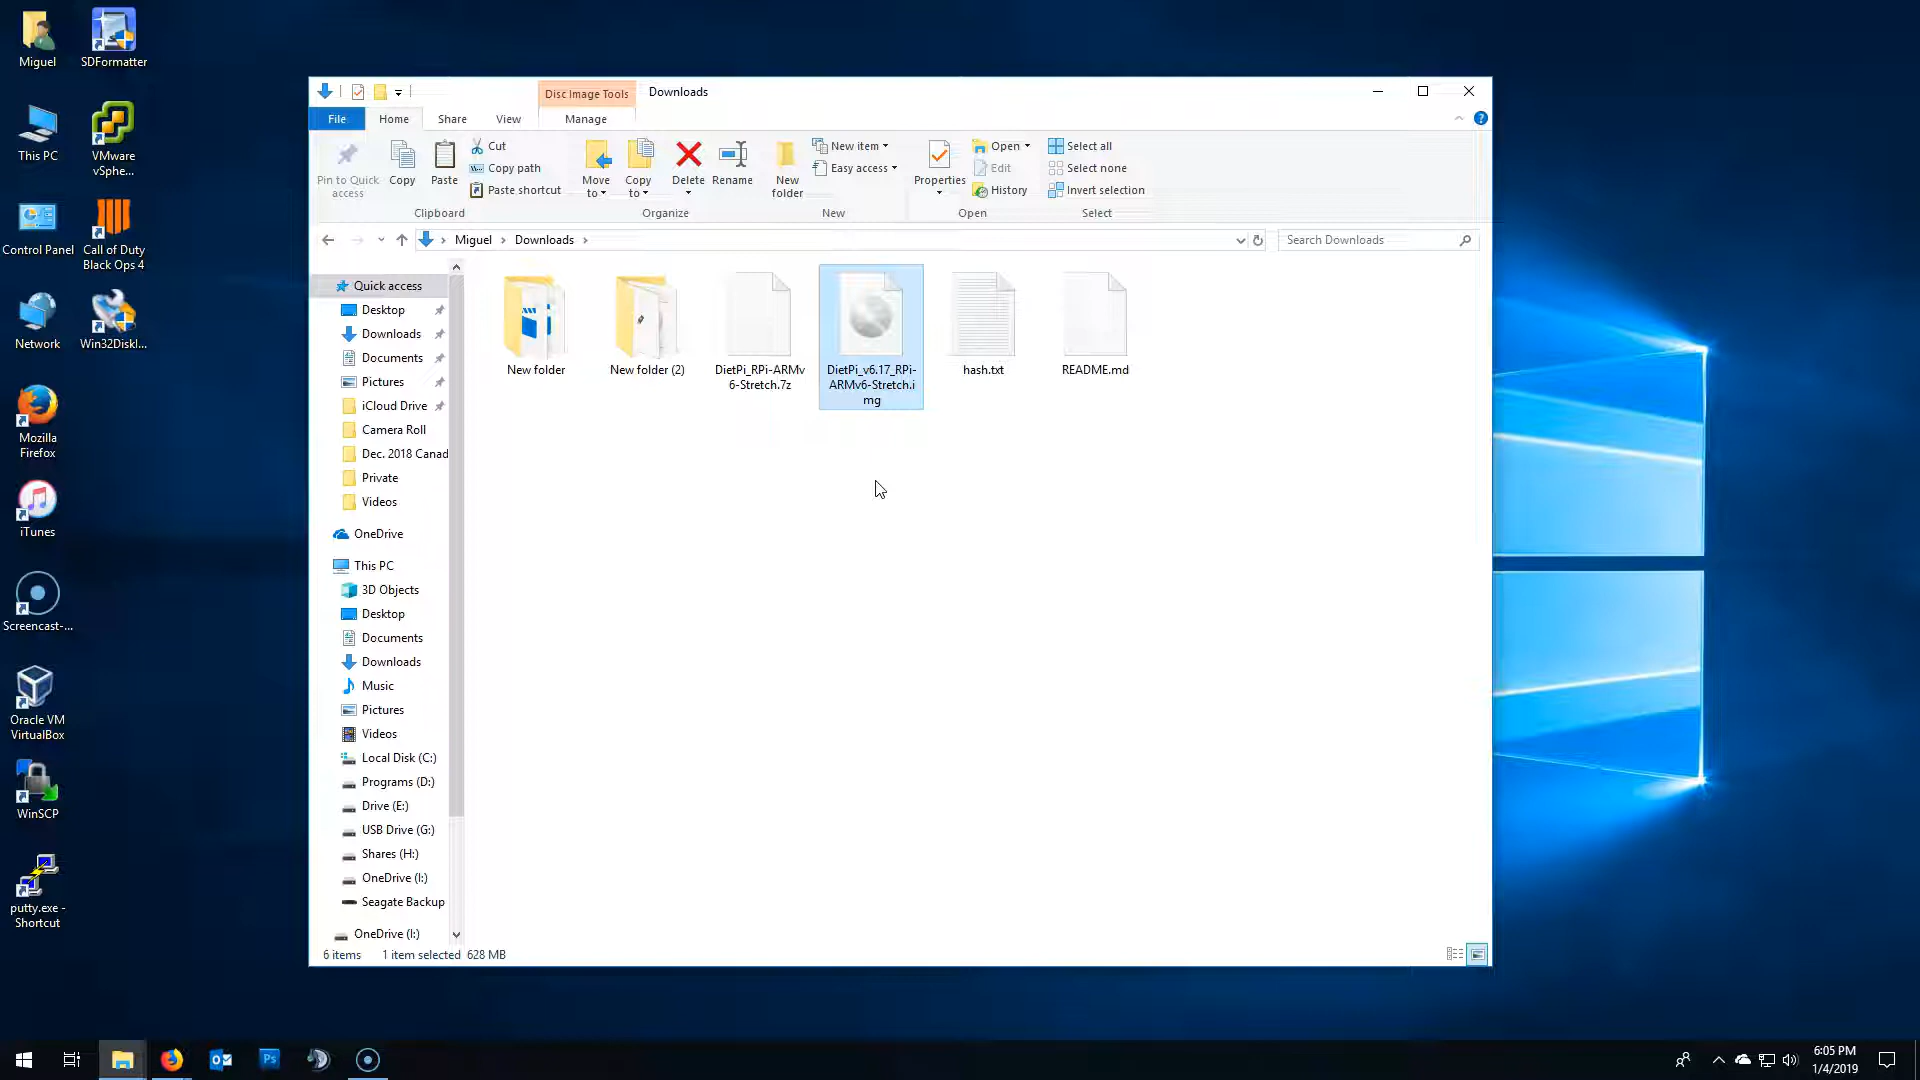 Miguel
SDFormatter
This PC
VMware
vSphe...
Control Panel
Call of Duty
Black Ops 4
Network
Win32DiskI...
Mozilla
Firefox
iTunes
Screencast-...
Oracle VM
VirtualBox
WinSCP
putty.exe -
Shortcut
Disc Image Tools
Downloads
File
Home
Share
View
Manage
Pin to Quick
access
Copy
Paste
Cut
Copy path
Paste shortcut
Clipboard
Move
to
Copy
to
Delete
Rename
Organize
New
folder
New item
Easy access
New
Properties
Open
Edit
History
Open
Select all
Select none
Invert selection
Select
Miguel > Downloads >
Search Downloads
Quick access
Desktop
Downloads
Documents
Pictures
iCloud Drive
Camera Roll
Dec. 2018 Canad
Private
Videos
OneDrive
This PC
3D Objects
Desktop
Documents
Downloads
Music
Pictures
Videos
Local Disk (C:)
Programs (D:)
Drive (E:)
USB Drive (G:)
Shares (H:)
OneDrive (I:)
Seagate Backup
OneDrive (I:)
New folder
New folder (2)
DietPi_RPi-ARMv
6-Stretch.7z
DietPi_v6.17_RPi-
ARMv6-Stretch.i
mg
hash.txt
README.md
6 items
1 item selected 628 MB
Ps
6:05 PM
1/4/2019